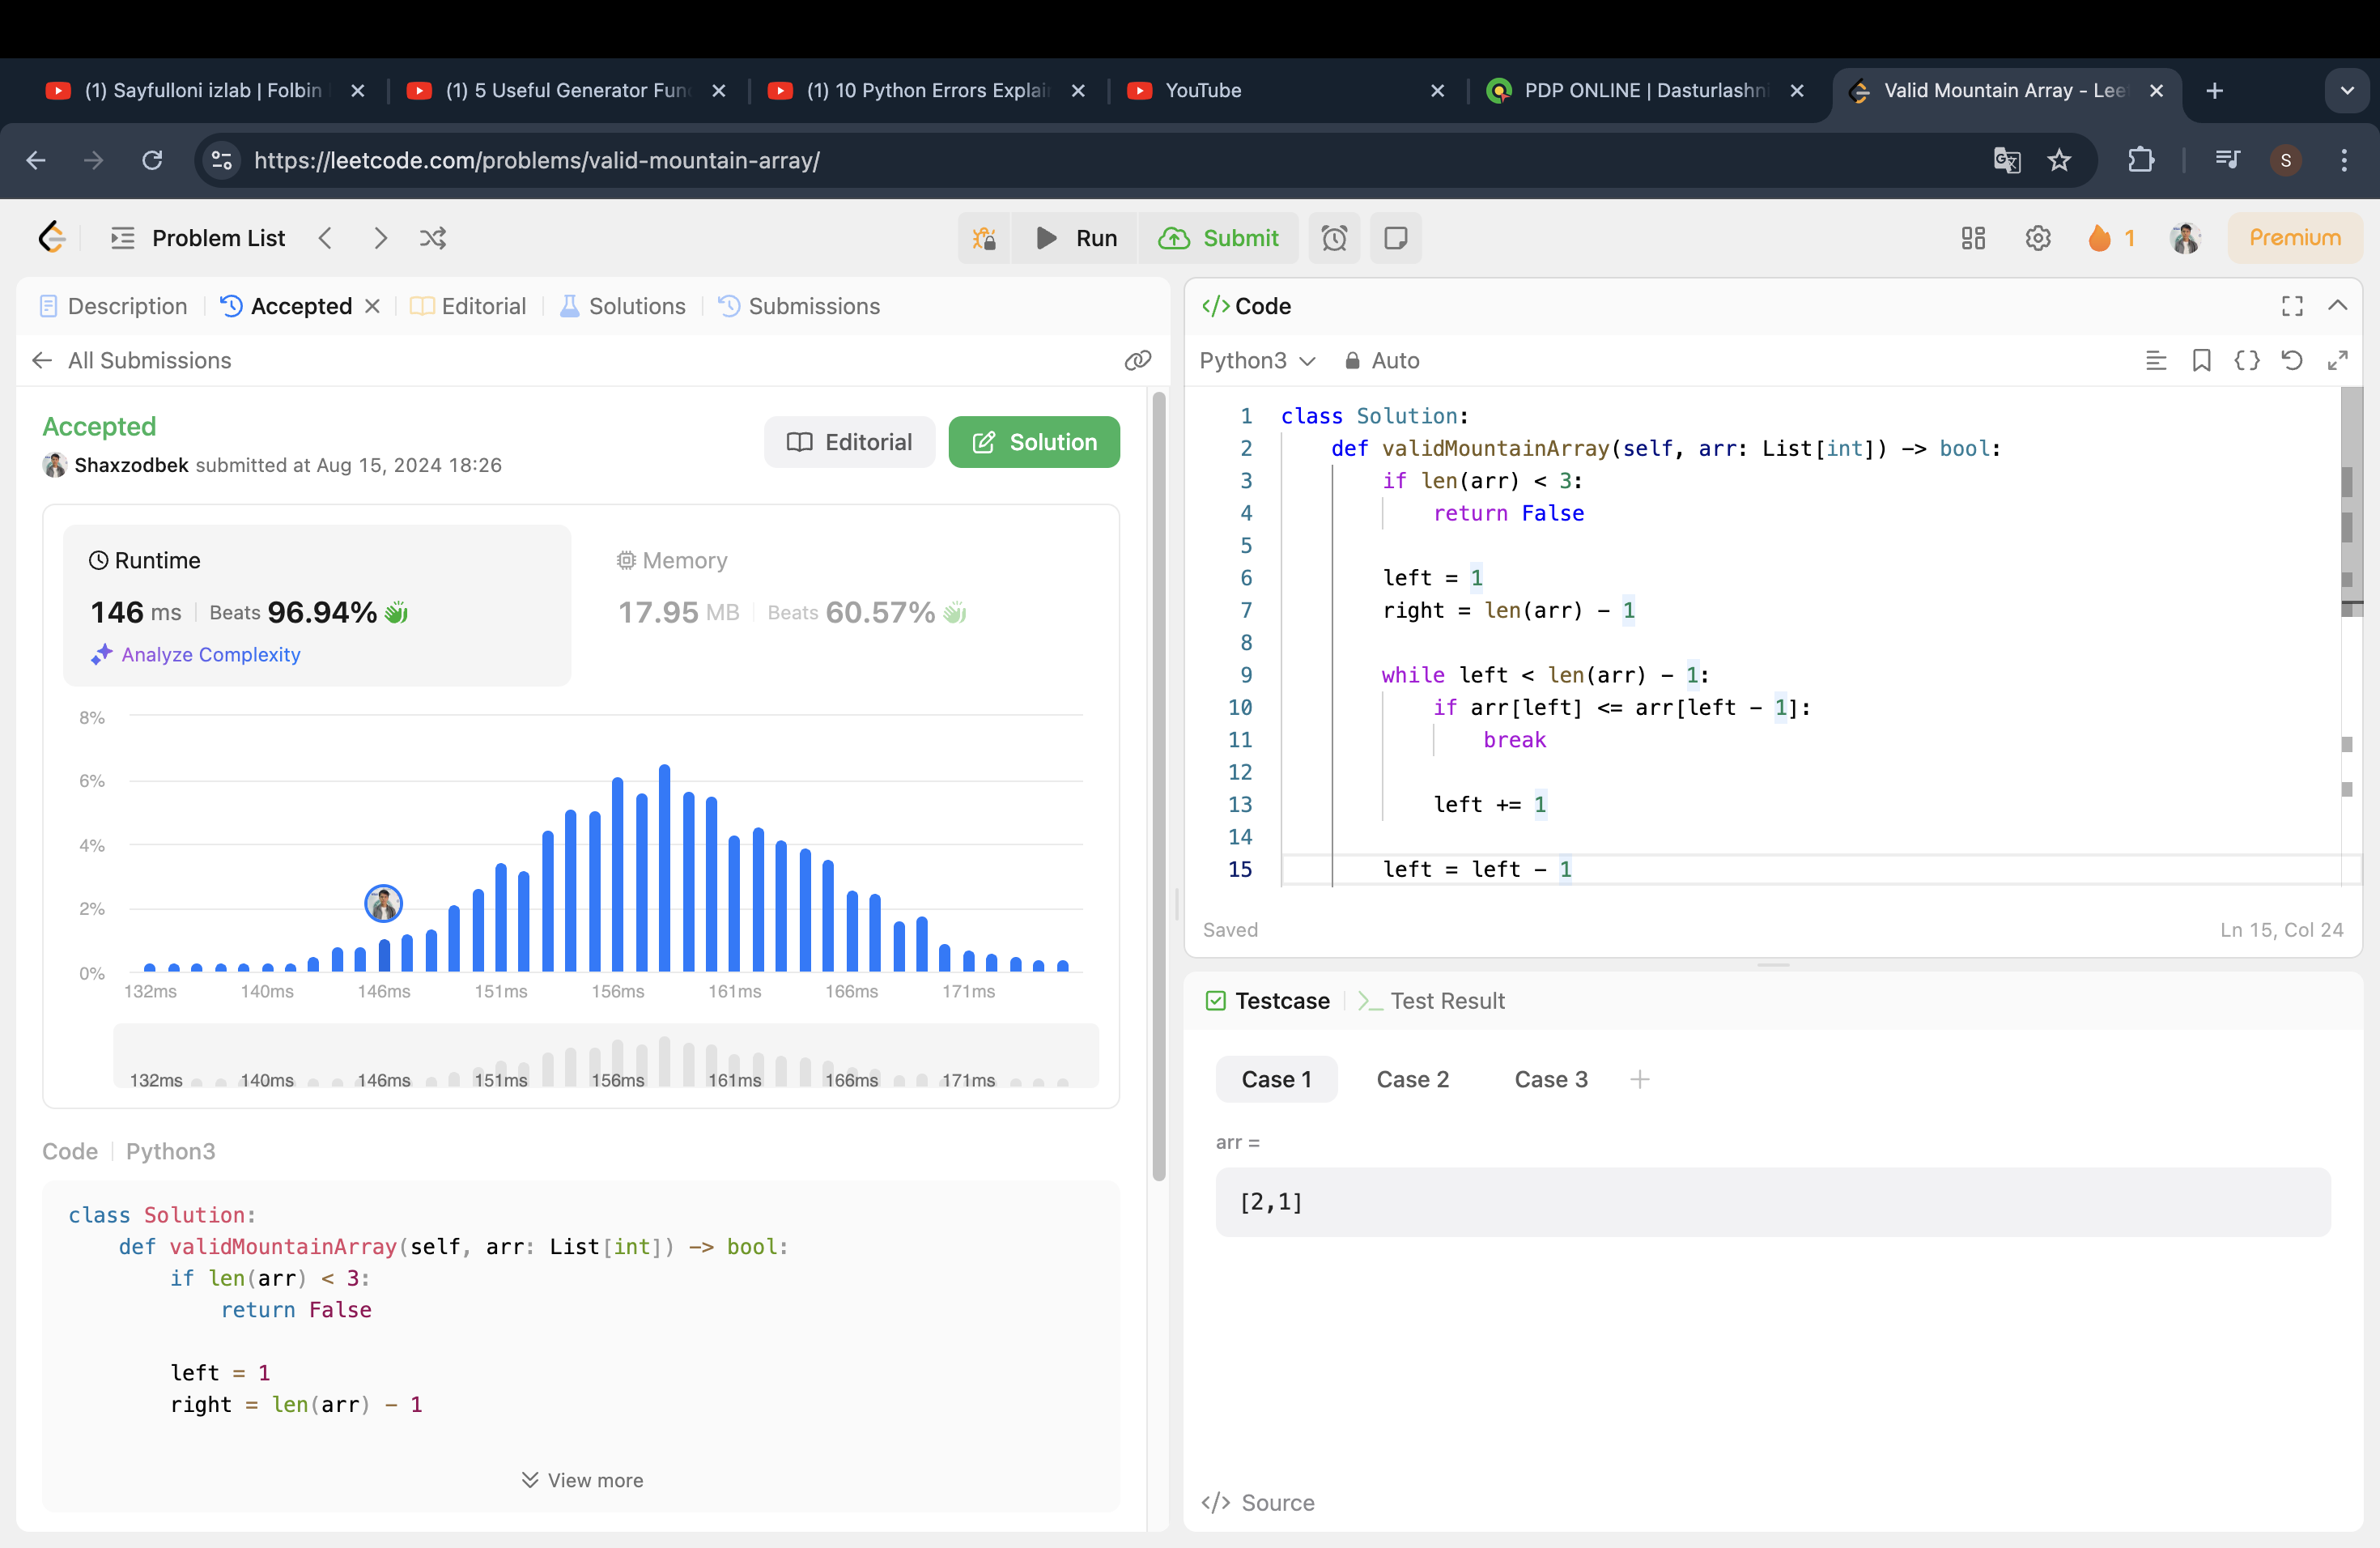 (1) Sayfulloni izlab | Folbin
(1) 5 Useful Generator Func
(1) 10 Python Errors Explain
YouTube
PDP ONLINE | Dasturlashni
Valid Mountain Array - Lee
https://leetcode.com/problems/valid-mountain-array/
S
Problem List
Run
Submit
1
Premium
Description
Accepted
Editorial
Solutions
Submissions
All Submissions
Accepted
Shaxzodbek submitted at Aug 15, 2024 18:26
Editorial
Solution
Runtime
146 ms | Beats 96.94%
Analyze Complexity
Memory
17.95 MB | Beats 60.57%
8%
6%
4%
2%
0%
132ms 140ms 146ms 151ms 156ms 161ms 166ms 171ms
132ms 140ms 146ms 151ms 156ms 161ms 166ms 171ms
Code | Python3
class Solution:
    def validMountainArray(self, arr: List[int]) -> bool:
        if len(arr) < 3:
            return False
        left = 1
        right = len(arr) - 1
View more
Code
Python3
Auto
1 class Solution:
2     def validMountainArray(self, arr: List[int]) -> bool:
3         if len(arr) < 3:
4             return False
5
6         left = 1
7         right = len(arr) - 1
8
9         while left < len(arr) - 1:
10             if arr[left] <= arr[left - 1]:
11                 break
12
13             left += 1
14
15         left = left - 1
Saved
Ln 15, Col 24
Testcase
Test Result
Case 1
Case 2
Case 3
arr =
[2,1]
Source